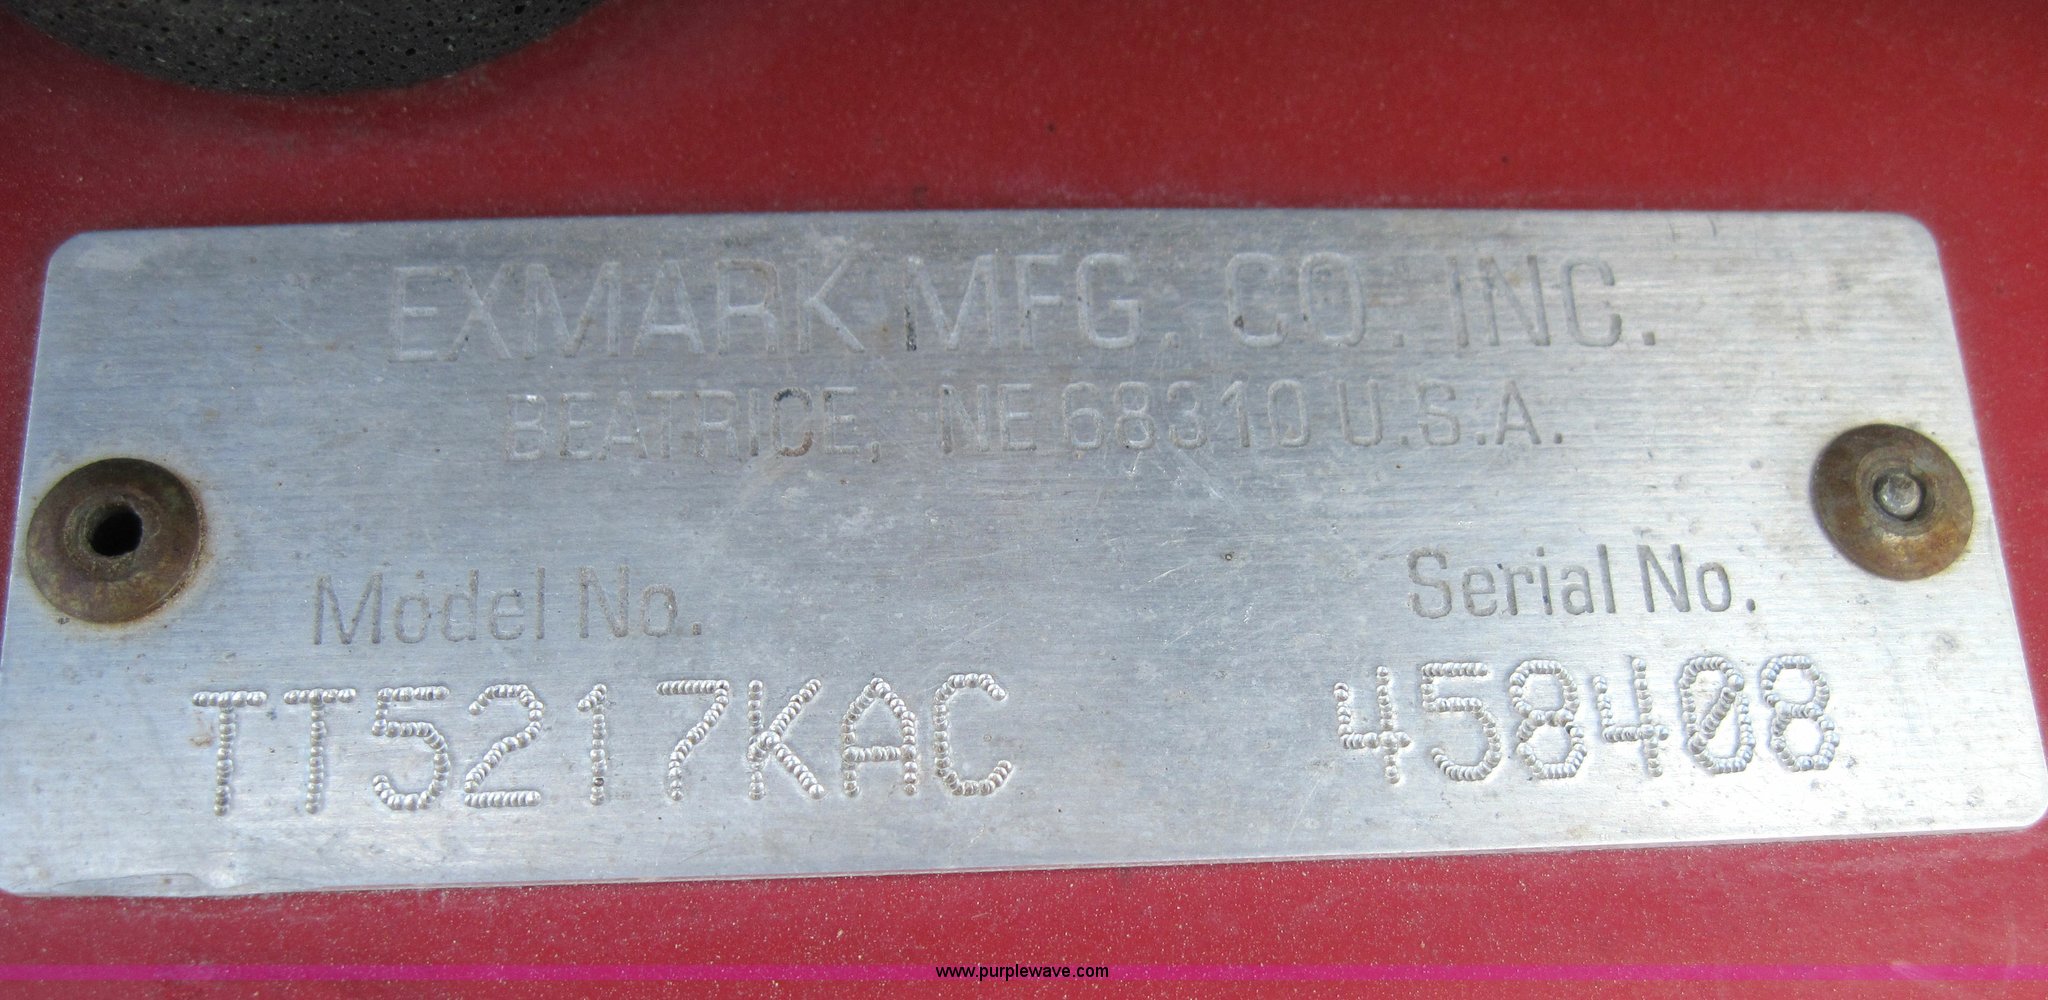 EXMARK MFG. CO. INC.
BEATRICE, NE 68310 U.S.A.
Model No. Serial No.
TT5217KAC 458408
www.purplewave.com